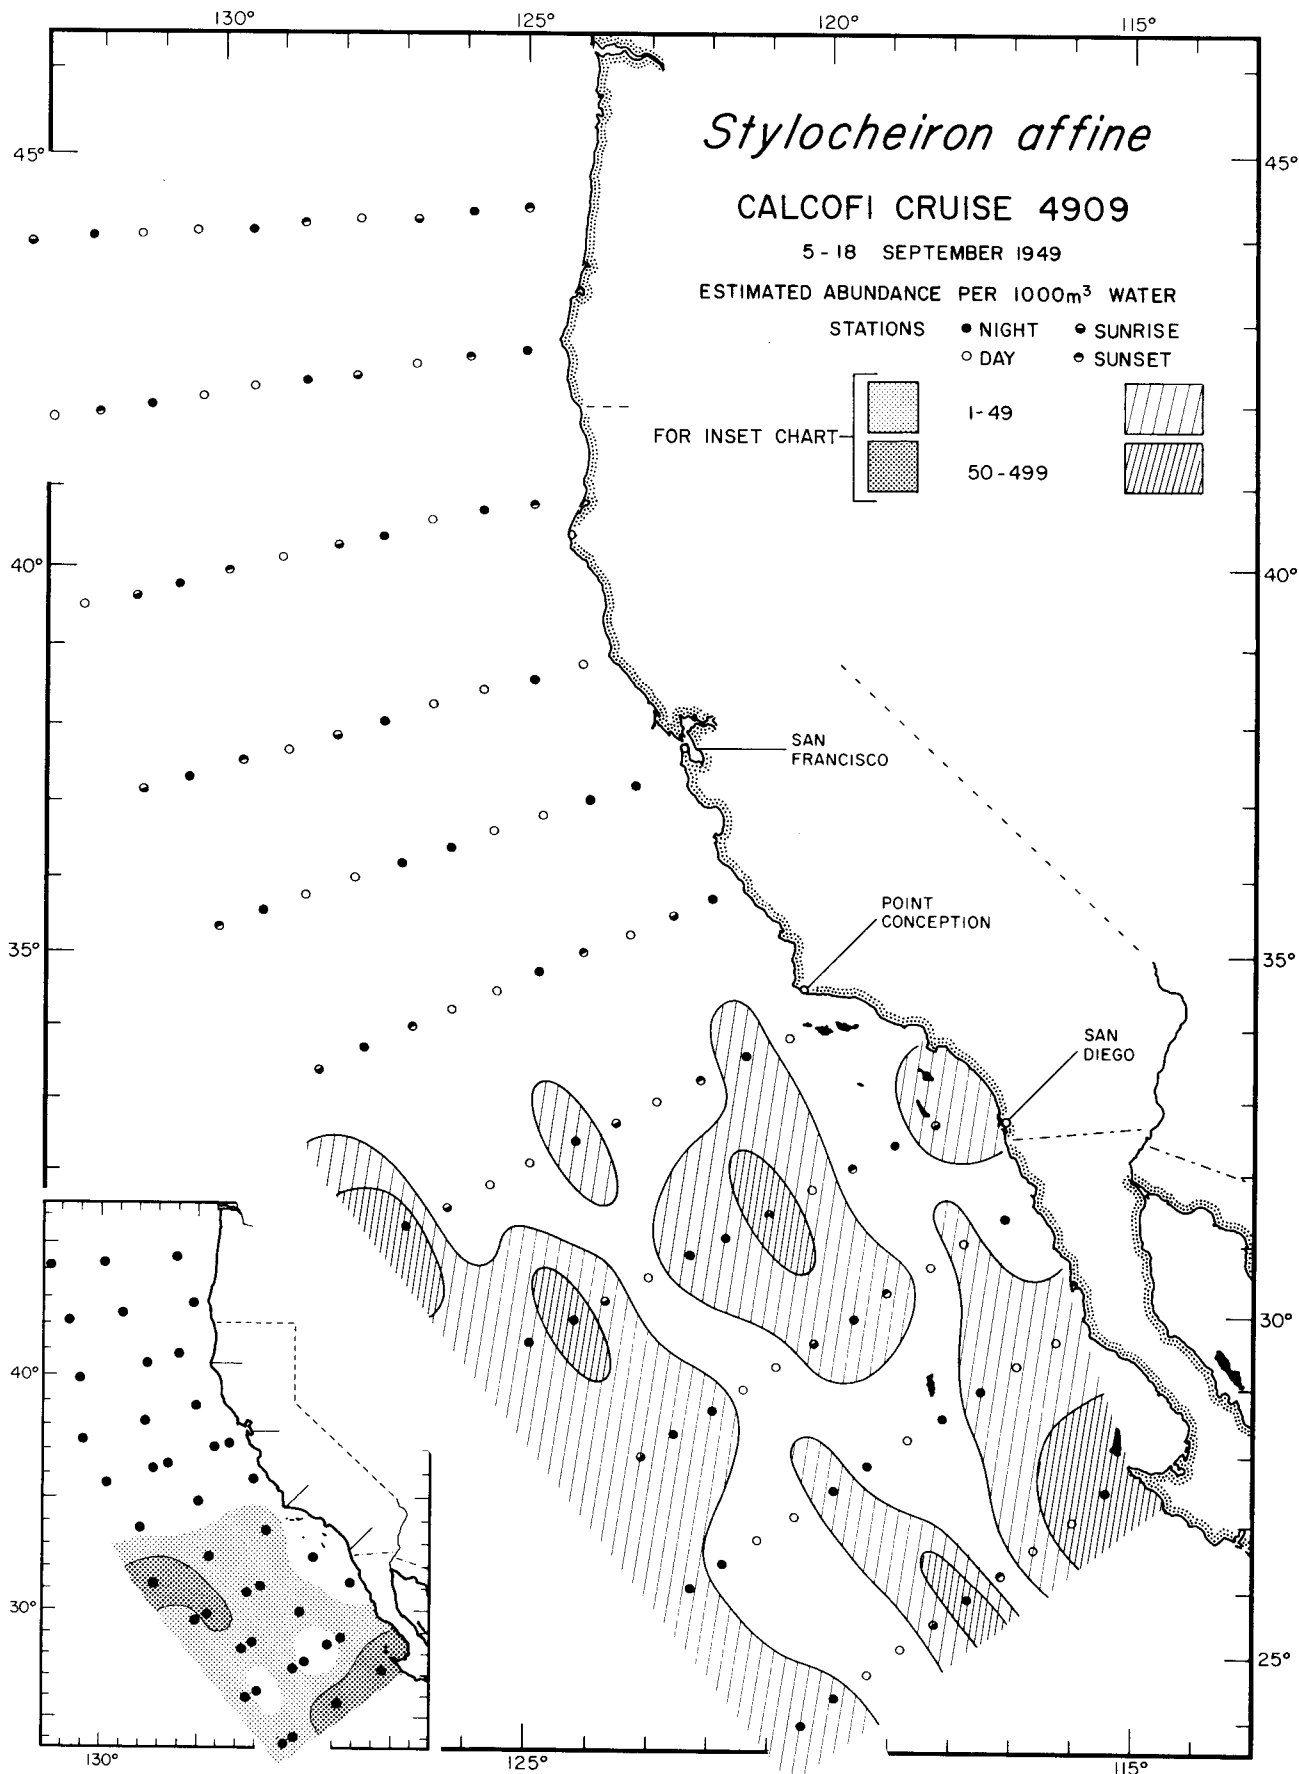 130° 125° 120° 115°
Stylocheiron affine
CALCOFI CRUISE 4909
5-18 SEPTEMBER 1949
ESTIMATED ABUNDANCE PER 1000m³ WATER
STATIONS ● NIGHT ◒ SUNRISE
○ DAY ◓ SUNSET
FOR INSET CHART
1-49
50-499
45° 45°
40° 40°
SAN
FRANCISCO
POINT
CONCEPTION
35° 35°
SAN
DIEGO
30°
25°
40°
30°
130°
125° 115°